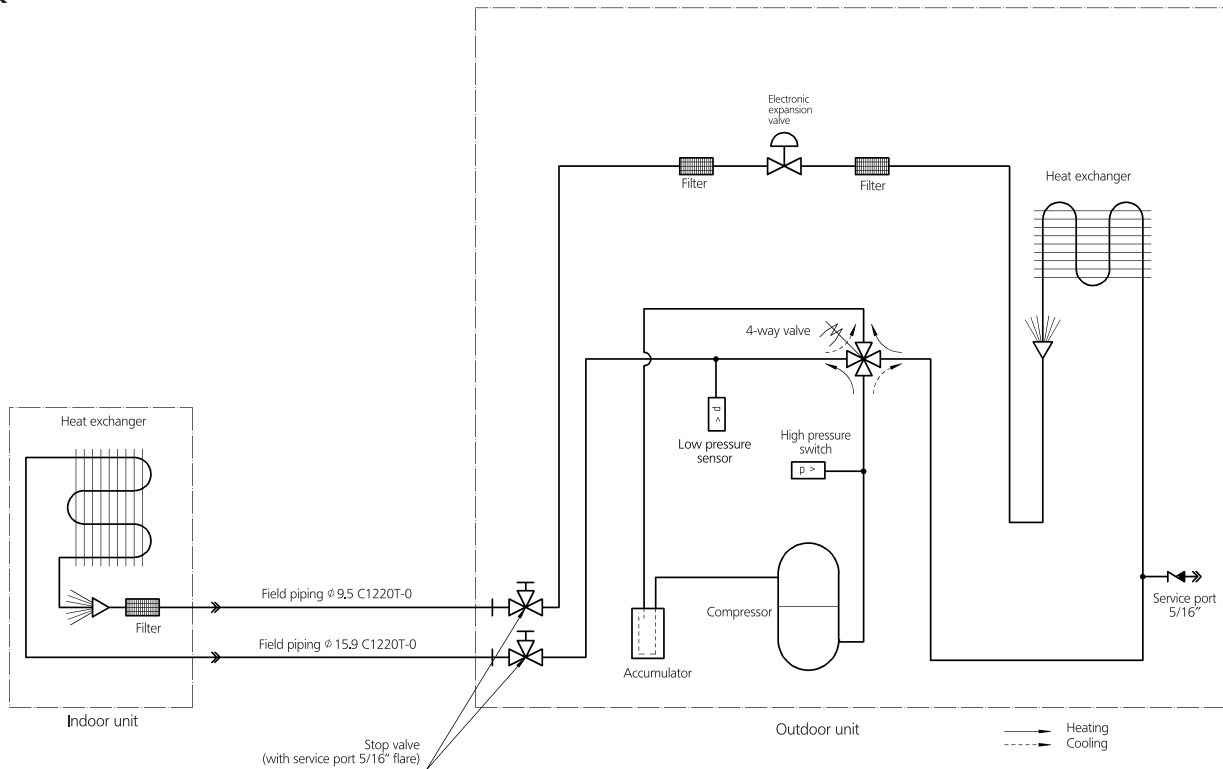 Electronic
expansion
valve
Filter
Filter
Heat exchanger
4-way valve
p <
Low pressure
sensor
High pressure
switch
p >
Heat exchanger
Filter
Field piping φ 9.5 C1220T-0
Field piping φ 15.9 C1220T-0
Compressor
Accumulator
Service port
5/16”
Indoor unit
Outdoor unit
Stop valve
(with service port 5/16” flare)
Heating
Cooling